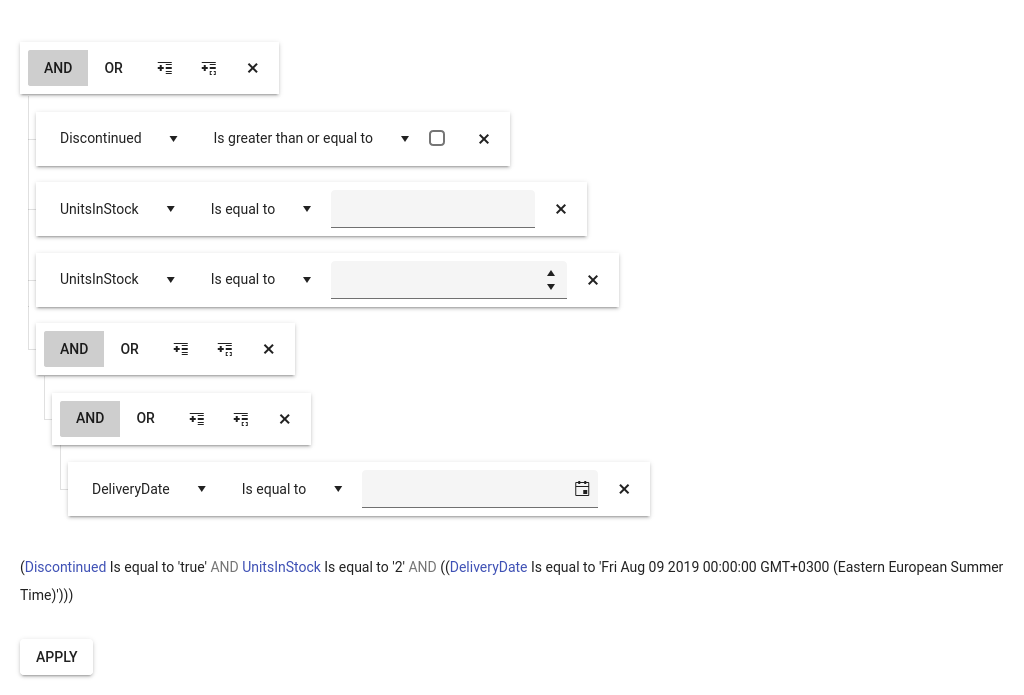 AND OR
Discontinued Is greater than or equal to
UnitsInStock Is equal to
UnitsInStock Is equal to
AND OR
AND OR
DeliveryDate Is equal to
(Discontinued Is equal to 'true' AND UnitsInStock Is equal to '2' AND ((DeliveryDate Is equal to 'Fri Aug 09 2019 00:00:00 GMT+0300 (Eastern European Summer
Time)')))
APPLY